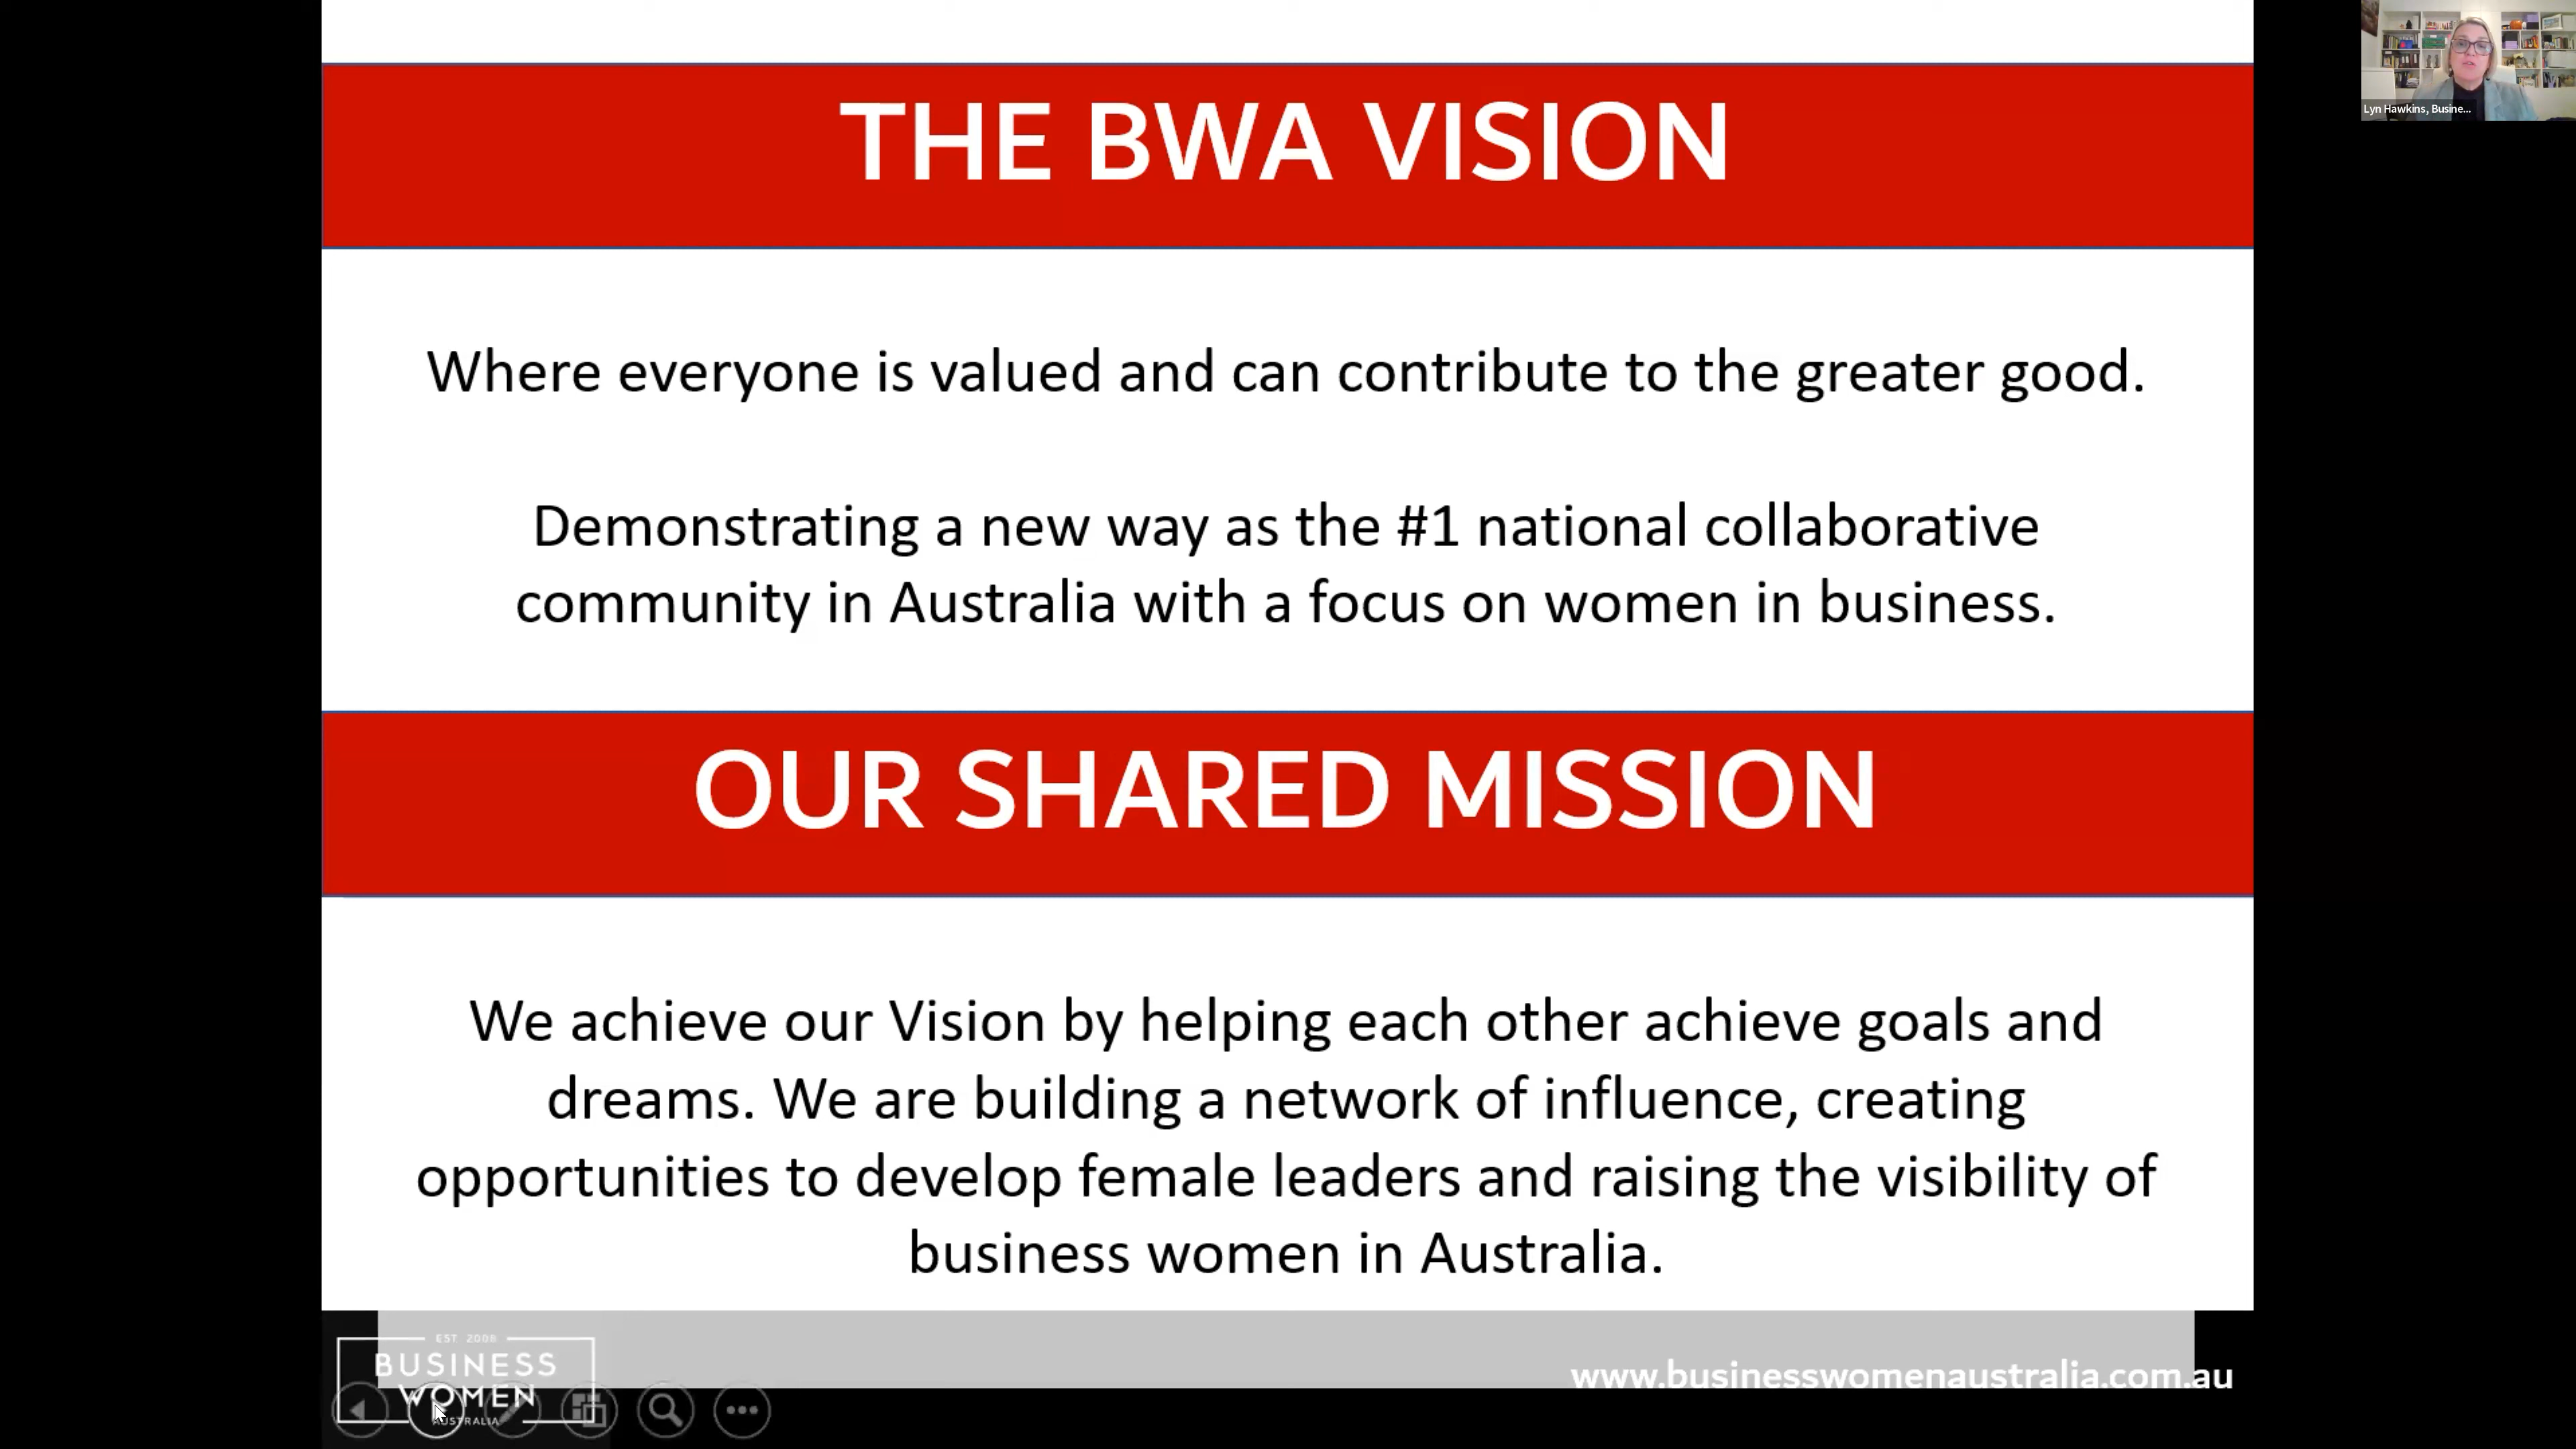 THE BWA VISION
Lyn Hawkins, Busine...
Where everyone is valued and can contribute to the greater good.
Demonstrating a new way as the #1 national collaborative
community in Australia with a focus on women in business.
OUR SHARED MISSION
We achieve our Vision by helping each other achieve goals and
dreams. We are building a network of influence, creating
opportunities to develop female leaders and raising the visibility of
business women in Australia.
EST. 2008
BUSINESS
WOMEN
AUSTRALIA
www.businesswomenaustralia.com.au